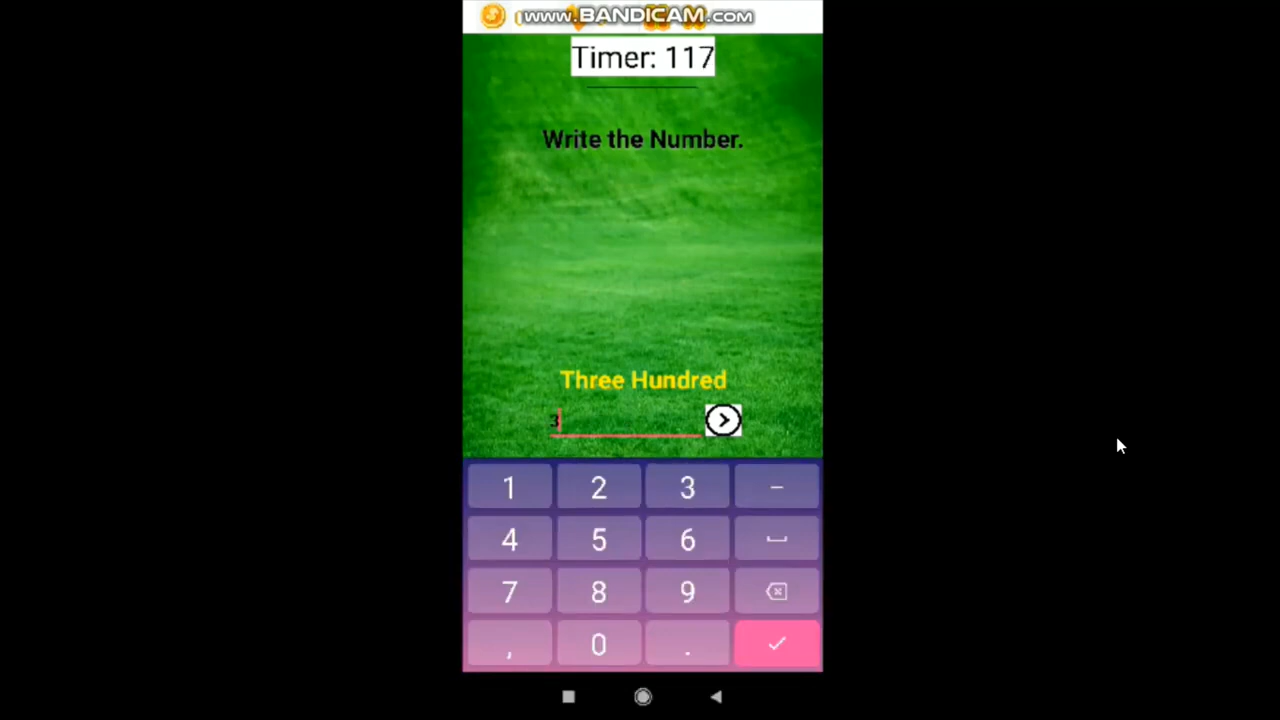 www.BANDICAM.com
Timer: 117
Write the Number.
Three Hundred
3
1 2 3 –
4 5 6
7 8 9
, 0 .